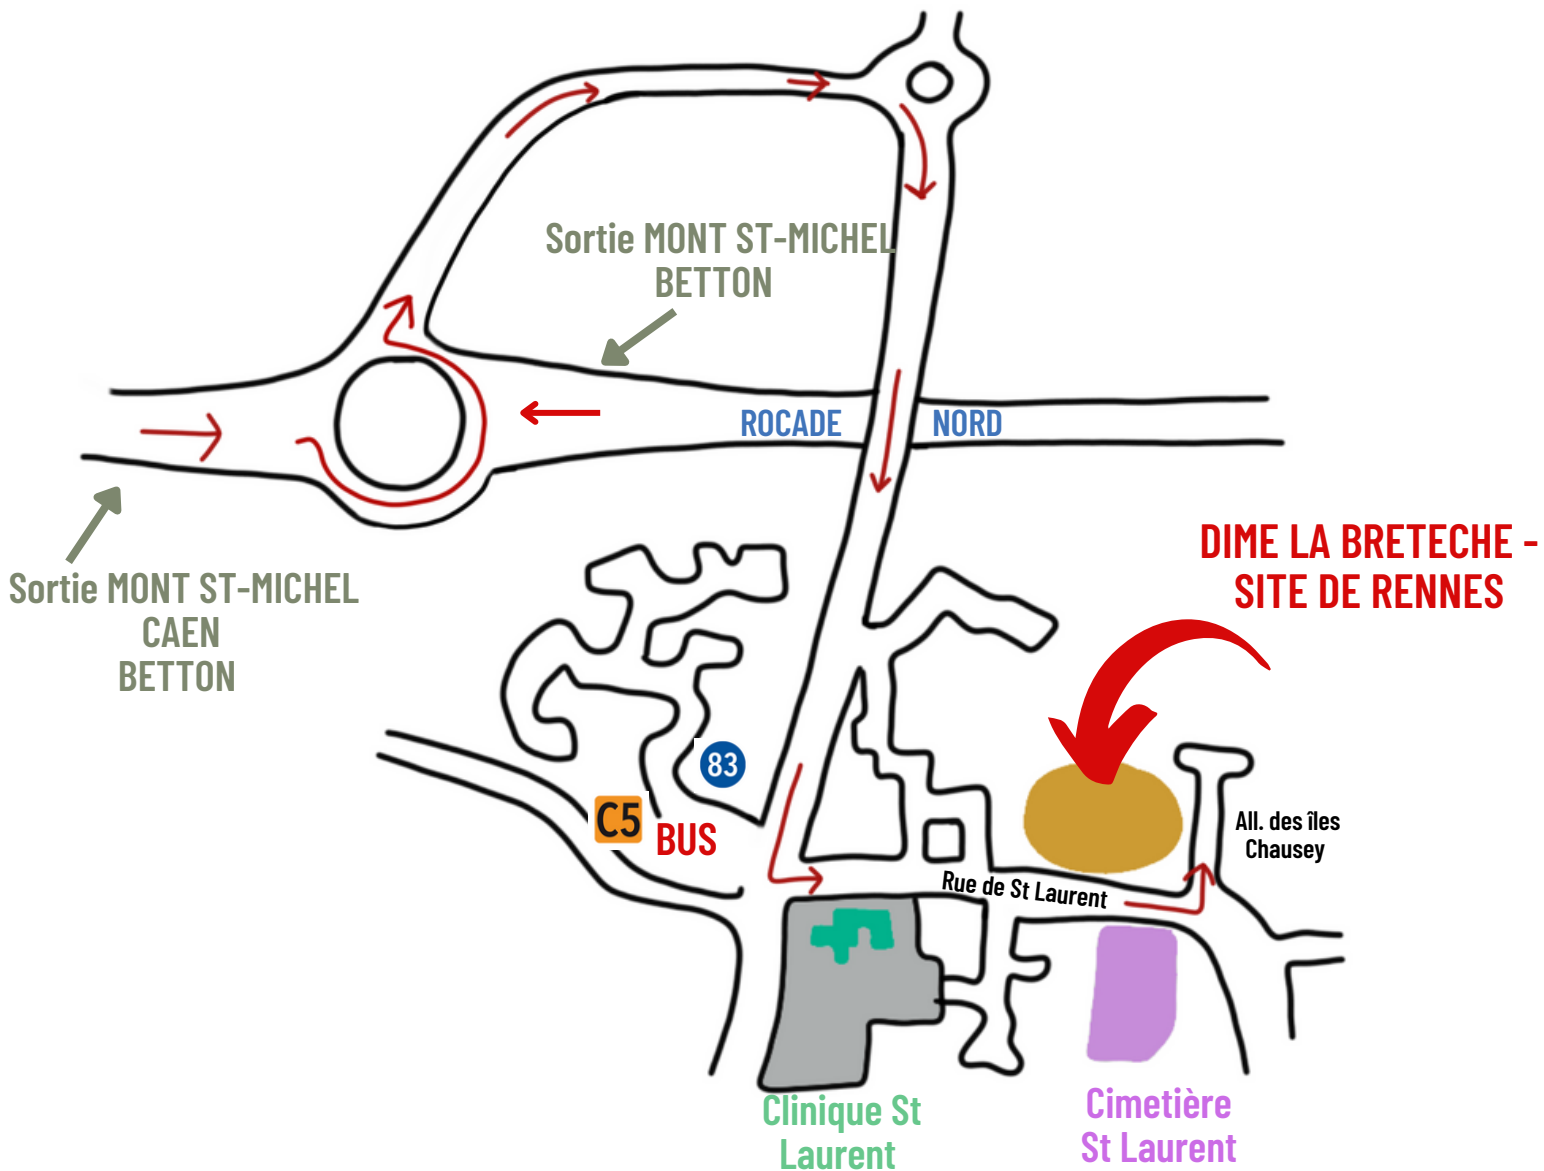 Sortie MONT ST-MICHEL
BETTON
ROCADE NORD
DIME LA BRETECHE -
SITE DE RENNES
Sortie MONT ST-MICHEL
CAEN
BETTON
83
C5
BUS
All. des îles
Chausey
Rue de St Laurent
Clinique St
Laurent
Cimetière
St Laurent